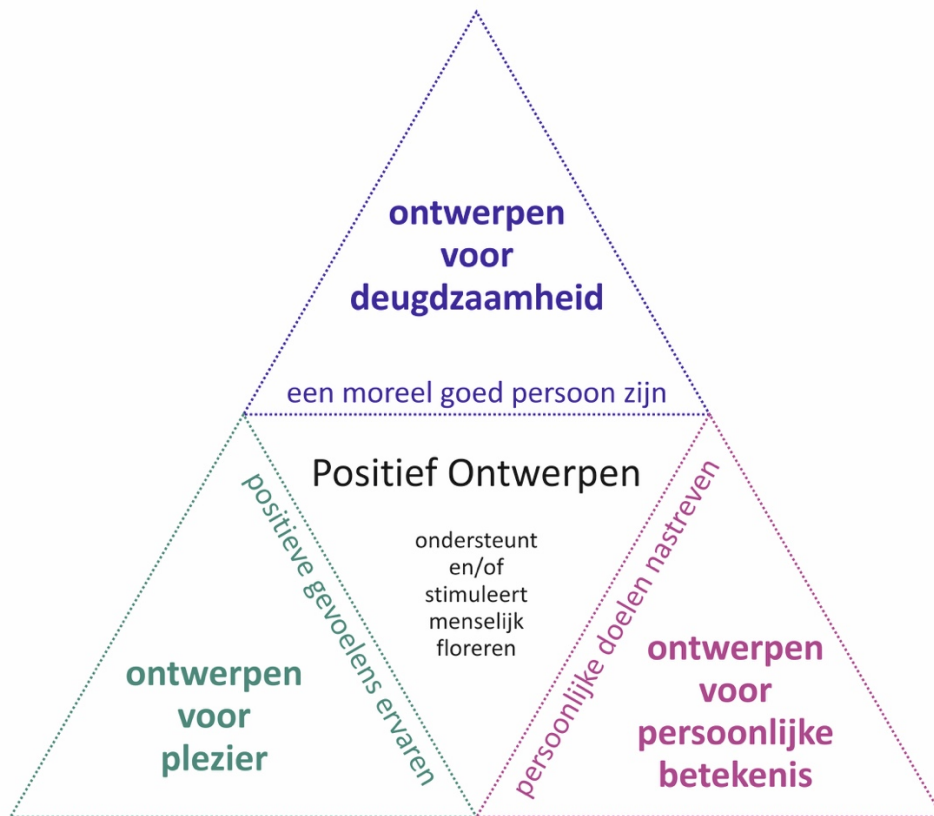 ontwerpen
voor
deugdzaamheid
een moreel goed persoon zijn
Positief Ontwerpen
ondersteunt
en/of
stimuleert
menselijk
floreren
positieve gevoelens ervaren
ontwerpen
voor
plezier
persoonlijke doelen nastreven
ontwerpen
voor
persoonlijke
betekenis